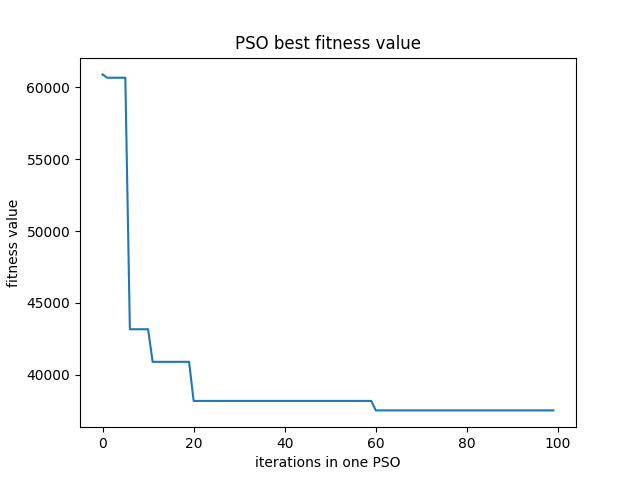 PSO best fitness value
fitness value
60000
55000
50000
45000
40000
0 20 40 60 80 100
iterations in one PSO